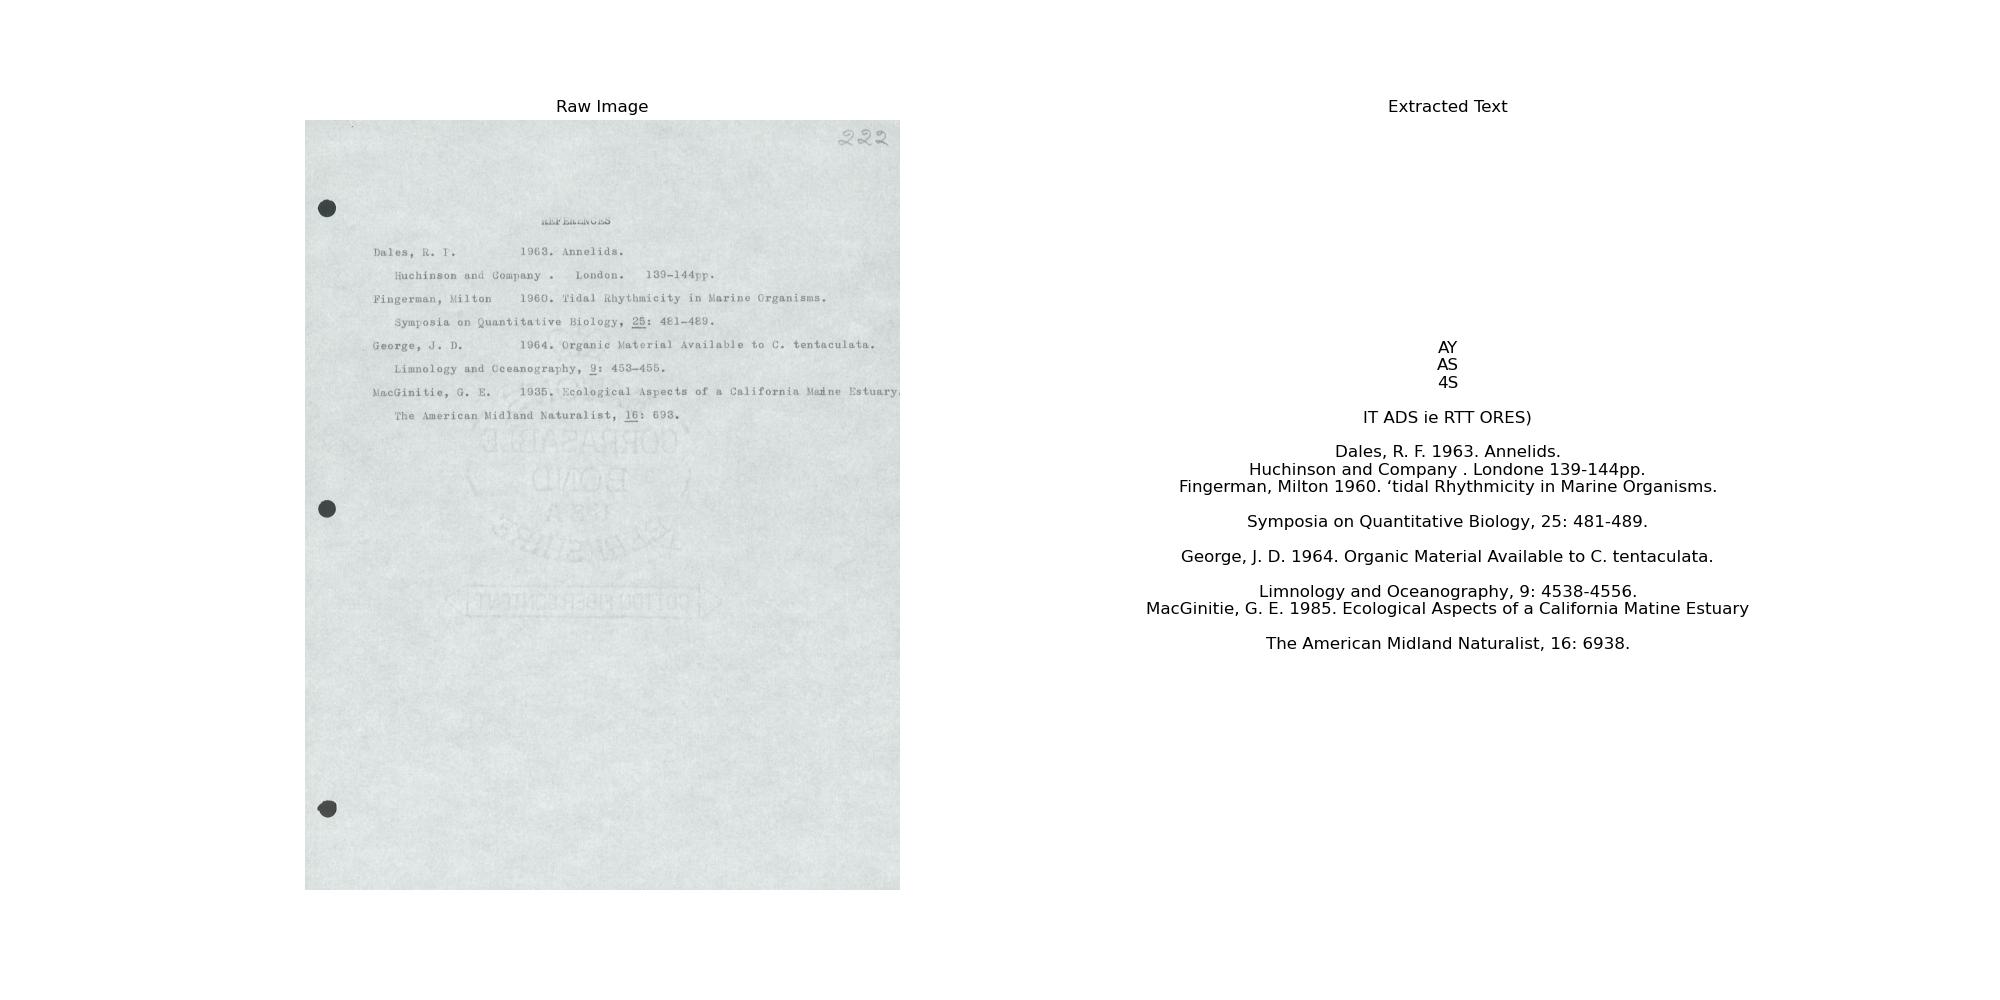 Raw Image
222
REFERENCES
Dales, R. P. 1963. Annelids.
Huchinson and Company . London. 139-144pp.
Fingerman, Milton 1960. Tidal Rhythmicity in Marine Organisms.
Symposia on Quantitative Biology, 25: 481-489.
George, J. D. 1964. Organic Material Available to C. tentaculata.
Limnology and Oceanography, 9: 453-455.
MacGinitie, G. E. 1935. Ecological Aspects of a California Maine Estuary.
The American Midland Naturalist, 16: 693.
CORRASABLE
BOND
COTTON FIBER CONTENT
Extracted Text
AY
AS
4S
IT ADS ie RTT ORES)
Dales, R. F. 1963. Annelids.
Huchinson and Company . Londone 139-144pp.
Fingerman, Milton 1960. ‘tidal Rhythmicity in Marine Organisms.
Symposia on Quantitative Biology, 25: 481-489.
George, J. D. 1964. Organic Material Available to C. tentaculata.
Limnology and Oceanography, 9: 4538-4556.
MacGinitie, G. E. 1985. Ecological Aspects of a California Matine Estuary
The American Midland Naturalist, 16: 6938.